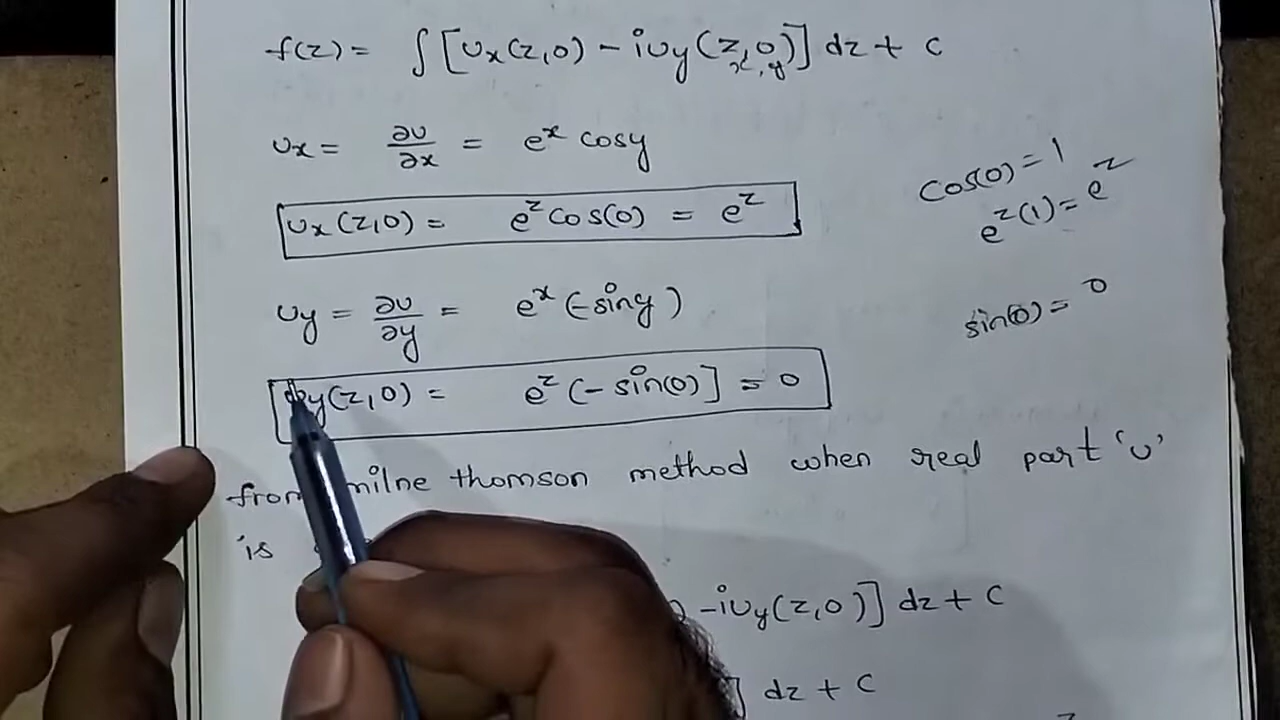 f(z) = ∫ [Ux(z,0) - iUy(z,0)] dz + C
x, y
Ux = ∂U/∂x = e^x cosy
Ux(z,0) = e^z cos(0) = e^z
cos(0) = 1
e^z(1) = e^z
Uy = ∂U/∂y = e^x (-siny)
sin(0) = 0
Uy(z,0) = e^z (-sin(0)] = 0
from milne thomson method when real part 'U'
is
-iUy(z,0)] dz + C
] dz + C